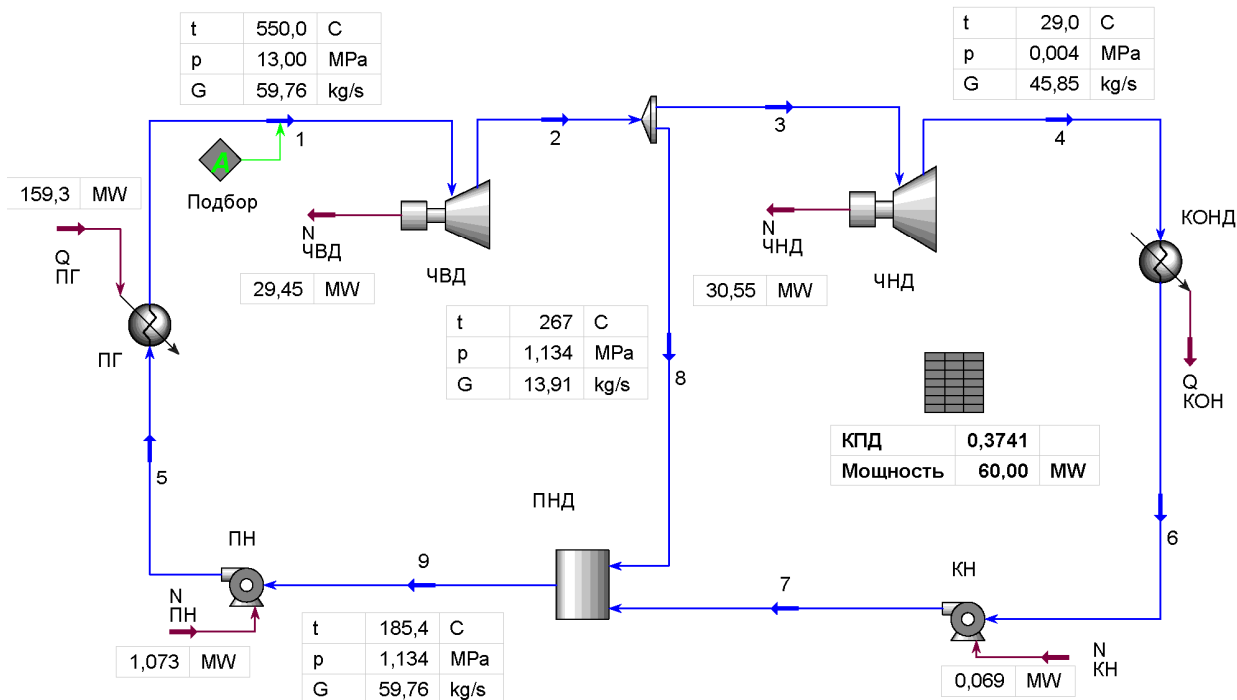 t 550,0 C
p 13,00 MPa
G 59,76 kg/s
t 29,0 C
p 0,004 MPa
G 45,85 kg/s
1
2
3
4
A
Подбор
159,3 MW
Q
ПГ
N
ЧВД
ЧВД
29,45 MW
N
ЧНД
ЧНД
30,55 MW
КОНД
ПГ
t 267 C
p 1,134 MPa
G 13,91 kg/s
8
Q
КОН
КПД 0,3741
Мощность 60,00 MW
5
ПНД
6
ПН
9
7
КН
N
ПН
1,073 MW
t 185,4 C
p 1,134 MPa
G 59,76 kg/s
N
КН
0,069 MW